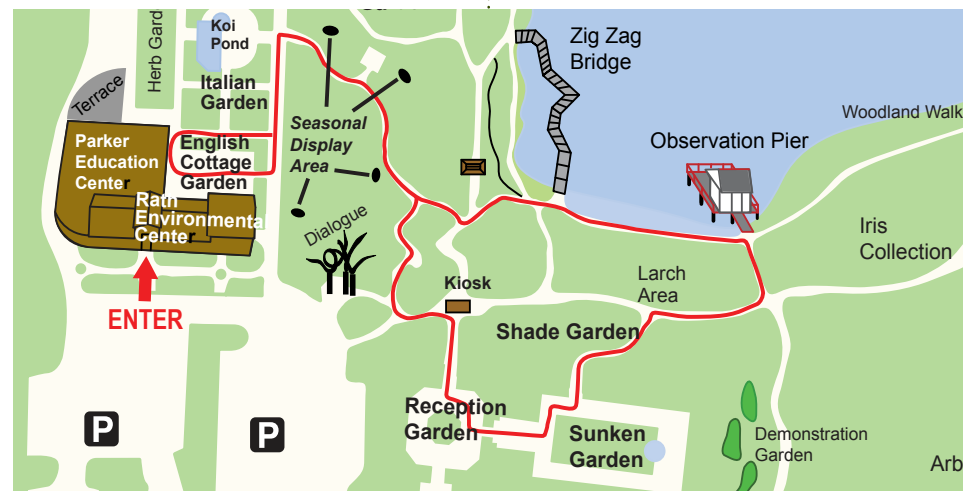 Koi
Pond
Herb Gard
Zig Zag
Bridge
Terrace
Italian
Garden
Woodland Walk
Seasonal
Display
Area
Observation Pier
Parker
Education
Center
English
Cottage
Garden
Rath
Environmenta
Center
Dialogue
Iris
Collection
Larch
Area
Kiosk
ENTER
Shade Garden
Reception
Garden
P
P
Sunken
Garden
Demonstration
Garden
Arb